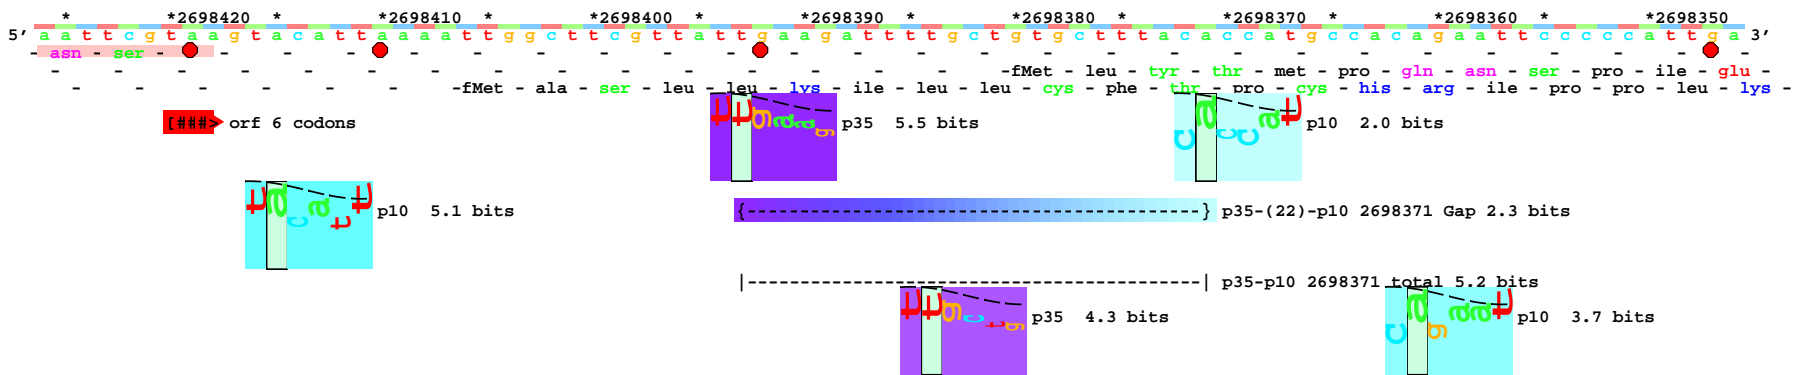 * *2698420 * *2698410 * *2698400 * *2698390 * *2698380 * *2698370 * *2698360 * *2698350
5' a a t t c g t a a g t a c a t t a a a a t t g g c t t c g t t a t t g a a g a t t t t g c t g t g c t t t a c a c c a t g c c a c a g a a t t c c c c c a t t g a 3'
- asn - ser - - - - - - - - - - - - - - - - - - - - - - - -
- - - - - - - - - - - - - - - -fMet - leu - tyr - thr - met - pro - gln - asn - ser - pro - ile - glu -
- - - - - - -fMet - ala - ser - leu - leu - lys - ile - leu - leu - cys - phe - thr - pro - cys - his - arg - ile - pro - pro - leu - lys -
[###> orf 6 codons
t t g a a g p35 5.5 bits
c a c c a t p10 2.0 bits
t a c a t t p10 5.1 bits
{-------------------------------------------} p35-(22)-p10 2698371 Gap 2.3 bits
|-------------------------------------------| p35-p10 2698371 total 5.2 bits
t t g c t g p35 4.3 bits
c a g a a t p10 3.7 bits